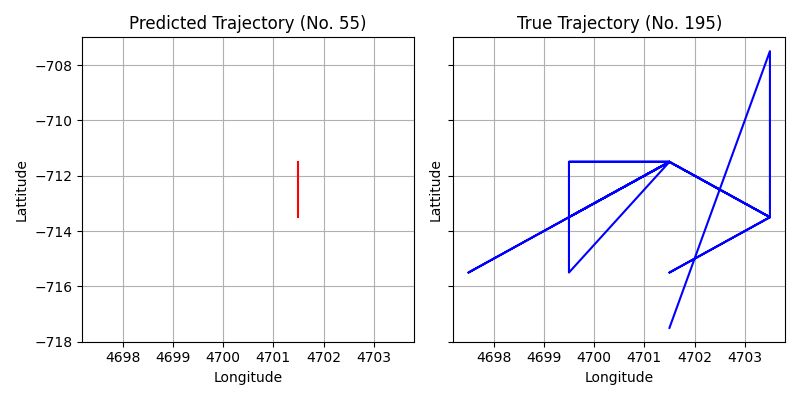 Predicted Trajectory (No. 55)
True Trajectory (No. 195)
−708
−710
−712
−714
−716
−718
Lattitude
Lattitude
4698 4699 4700 4701 4702 4703
4698 4699 4700 4701 4702 4703
Longitude
Longitude